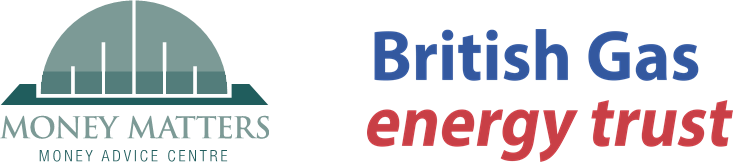 MONEY MATTERS
MONEY ADVICE CENTRE
British Gas
energy trust